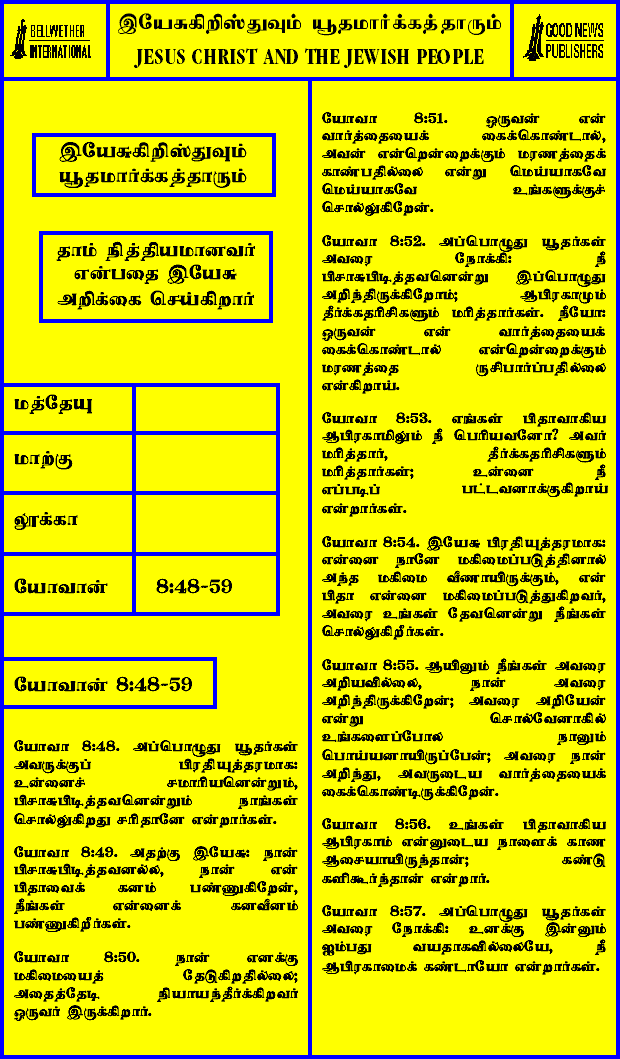 BELLWETHER
INTERNATIONAL
இயேசுகிறிஸ்துவும் யூதமார்க்கத்தாரும்
JESUS CHRIST AND THE JEWISH PEOPLE
GOOD NEWS
PUBLISHERS
இயேசுகிறிஸ்துவும்
யூதமார்க்கத்தாரும்
தாம் நித்தியமானவர்
என்பதை இயேசு
அறிக்கை செய்கிறார்
மத்தேயு
மாற்கு
லூக்கா
யோவான் 8:48-59
யோவான் 8:48-59
யோவா 8:48. அப்பொழுது யூதர்கள்
அவருக்குப் பிரதியுத்தரமாக:
உன்னைச் சமாரியனென்றும்,
பிசாசுபிடித்தவனென்றும் நாங்கள்
சொல்லுகிறது சரிதானே என்றார்கள்.
யோவா 8:49. அதற்கு இயேசு: நான்
பிசாசுபிடித்தவனல்ல, நான் என்
பிதாவைக் கனம் பண்ணுகிறேன்,
நீங்கள் என்னைக் கனவீனம்
பண்ணுகிறீர்கள்.
யோவா 8:50. நான் எனக்கு
மகிமையைத் தேடுகிறதில்லை;
அதைத்தேடி நியாயந்தீர்க்கிறவர்
ஒருவர் இருக்கிறார்.
யோவா 8:51. ஒருவன் என்
வார்த்தையைக் கைக்கொண்டால்,
அவன் என்றென்றைக்கும் மரணத்தைக்
காண்பதில்லை என்று மெய்யாகவே
மெய்யாகவே உங்களுக்குச்
சொல்லுகிறேன்.
யோவா 8:52. அப்பொழுது யூதர்கள்
அவரை நோக்கி: நீ
பிசாசுபிடித்தவனென்று இப்பொழுது
அறிந்திருக்கிறோம்; ஆபிரகாமும்
தீர்க்கதரிசிகளும் மரித்தார்கள். நீயோ:
ஒருவன் என் வார்த்தையைக்
கைக்கொண்டால் என்றென்றைக்கும்
மரணத்தை ருசிபார்ப்பதில்லை
என்கிறாய்.
யோவா 8:53. எங்கள் பிதாவாகிய
ஆபிரகாமிலும் நீ பெரியவனோ? அவர்
மரித்தார், தீர்க்கதரிசிகளும்
மரித்தார்கள்; உன்னை நீ
எப்படிப் பட்டவனாக்குகிறாய்
என்றார்கள்.
யோவா 8:54. இயேசு பிரதியுத்தரமாக:
என்னை நானே மகிமைப்படுத்தினால்
அந்த மகிமை வீணாயிருக்கும், என்
பிதா என்னை மகிமைப்படுத்துகிறவர்,
அவரை உங்கள் தேவனென்று நீங்கள்
சொல்லுகிறீர்கள்.
யோவா 8:55. ஆயினும் நீங்கள் அவரை
அறியவில்லை, நான் அவரை
அறிந்திருக்கிறேன்; அவரை அறியேன்
என்று சொல்வேனாகில்
உங்களைப்போல நானும்
பொய்யனாயிருப்பேன்; அவரை நான்
அறிந்து, அவருடைய வார்த்தையைக்
கைக்கொண்டிருக்கிறேன்.
யோவா 8:56. உங்கள் பிதாவாகிய
ஆபிரகாம் என்னுடைய நாளைக் காண
ஆசையாயிருந்தான்; கண்டு
களிகூர்ந்தான் என்றார்.
யோவா 8:57. அப்பொழுது யூதர்கள்
அவரை நோக்கி: உனக்கு இன்னும்
ஐம்பது வயதாகவில்லையே, நீ
ஆபிரகாமைக் கண்டாயோ என்றார்கள்.